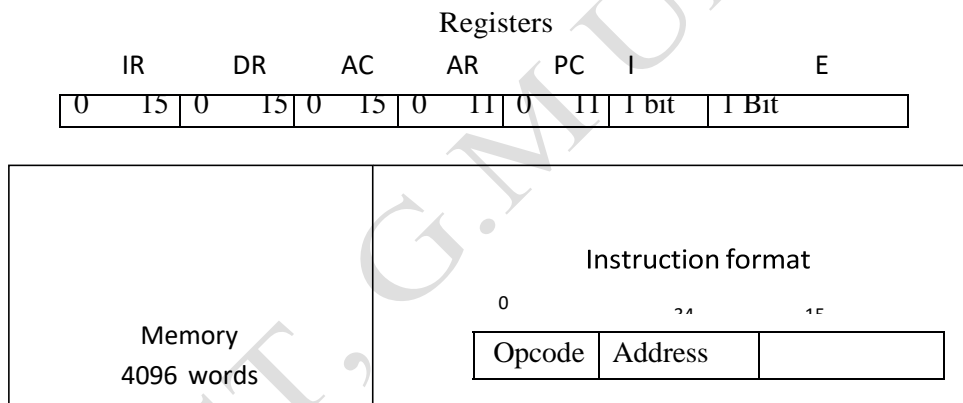 Registers
IR DR AC AR PC I E
0 15 0 15 0 15 0 11 0 11 1 bit 1 Bit
Instruction format
0
Memory
4096 words
Opcode Address
T, G.MU